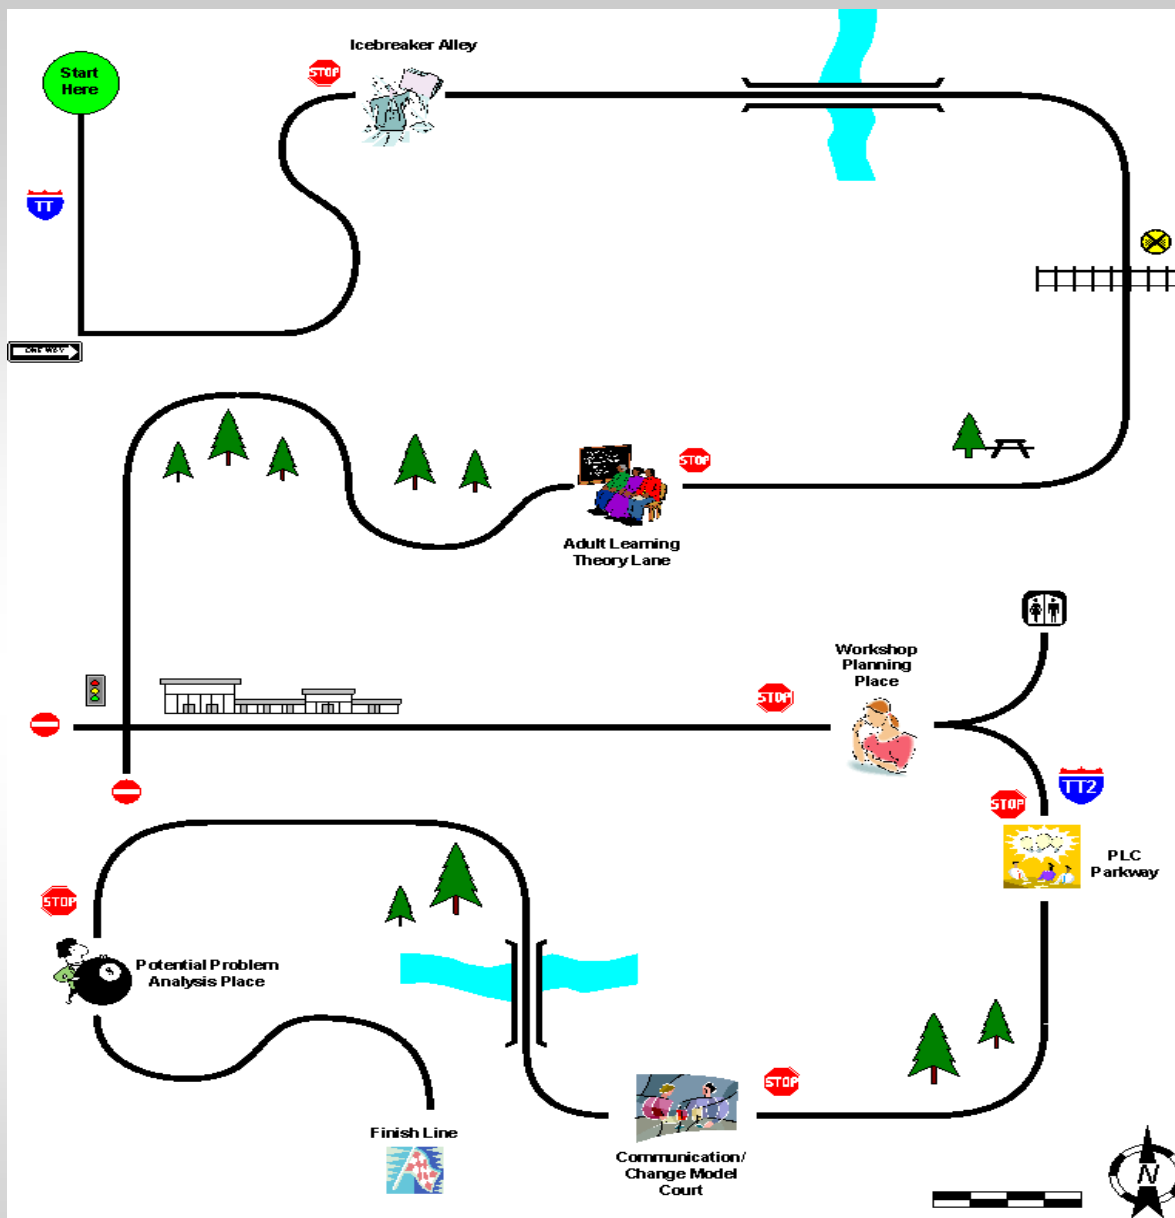 Icebreaker Alley
Start
Here
STOP
TT
ONE WAY
STOP
Adult Learning
Theory Lane
Workshop
Planning
Place
STOP
TT2
STOP
PLC
Parkway
STOP
Potential Problem
Analysis Place
STOP
Finish Line
Communication/
Change Model
Court
N